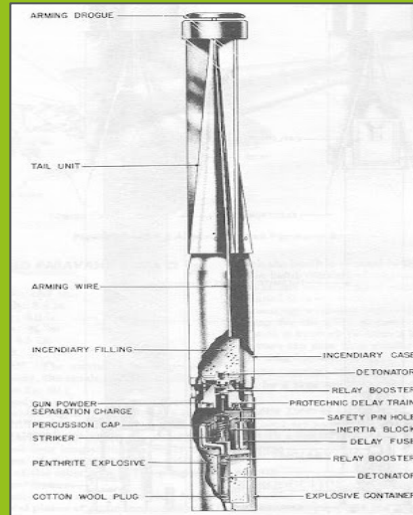 ARMING DROGUE
TAIL UNIT
ARMING WIRE
INCENDIARY FILLING
GUN POWDER
SEPARATION CHARGE
PERCUSSION CAP
STRIKER
PENTHRITE EXPLOSIVE
COTTON WOOL PLUG
INCENDIARY CASE
DETONATOR
RELAY BOOSTER
PROTECHNIC DELAY TRAIN
SAFETY PIN HOLE
INERTIA BLOCK
DELAY FUSE
RELAY BOOSTER
DETONATOR
EXPLOSIVE CONTAINER